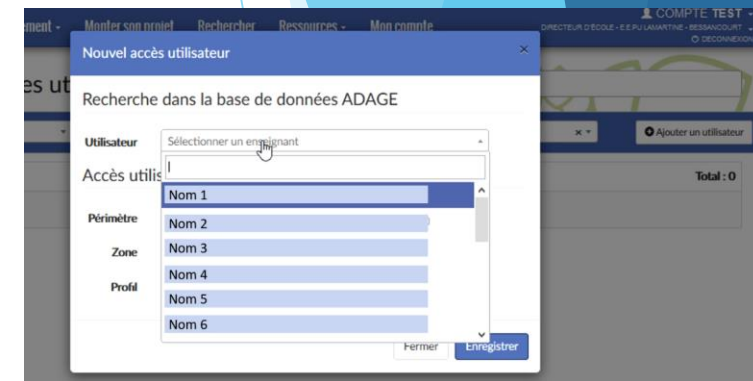 COMPTE TEST
ement - Monter son projet Rechercher Ressources - Mon compte
DIRECTEUR D'ÉCOLE - E.E.PU LAMARTINE - BESSANCOURT
DECONNEXION
Nouvel accès utilisateur ×
es ut
Recherche dans la base de données ADAGE
Utilisateur Sélectionner un enseignant
× Ajouter un utilisateur
Accès utilis
Total : 0
Nom 1
Périmètre Nom 2
Zone Nom 3
Nom 4
Profil
Nom 5
Nom 6
Fermer Enregistrer